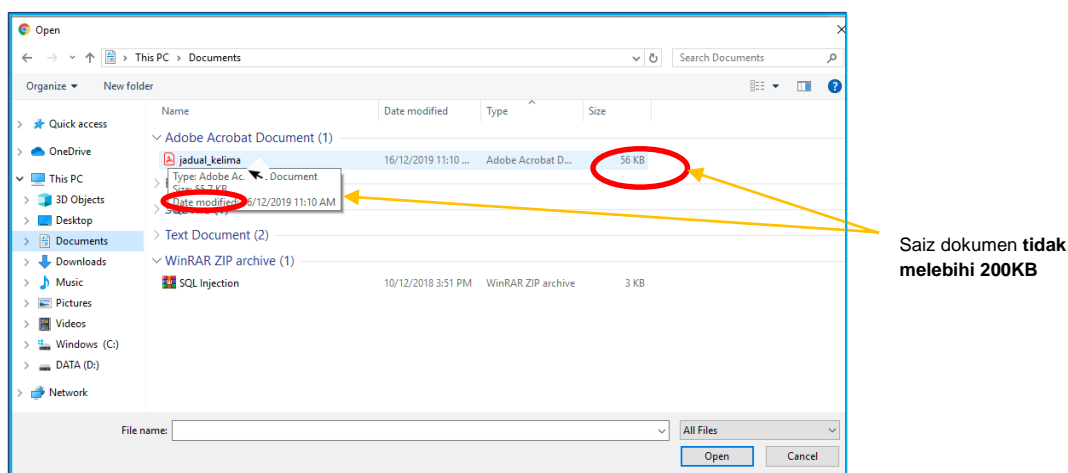 Open
This PC > Documents
Search Documents
Organize
New folder
Name Date modified Type Size
Quick access
Adobe Acrobat Document (1)
OneDrive
jadual_kelima 16/12/2019 11:10 ... Adobe Acrobat D... 56 KB
This PC
Type: Adobe Ac Document
Size: 55.7 KB
Date modified: 6/12/2019 11:10 AM
3D Objects
Desktop
Text Document (2)
Documents
WinRAR ZIP archive (1)
Downloads
Music
SQL Injection 10/12/2018 3:51 PM WinRAR ZIP archive 3 KB
Pictures
Videos
Windows (C:)
DATA (D:)
Network
File name:
All Files
Open Cancel
Saiz dokumen tidak
melebihi 200KB